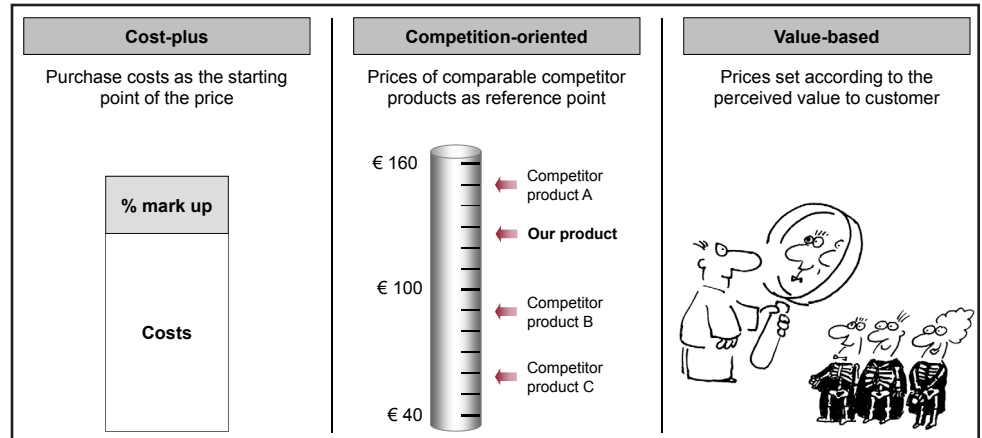 Cost-plus
Purchase costs as the starting
point of the price
% mark up
Costs
Competition-oriented
Prices of comparable competitor
products as reference point
€ 160
Competitor
product A
Our product
€ 100
Competitor
product B
Competitor
product C
€ 40
Value-based
Prices set according to the
perceived value to customer